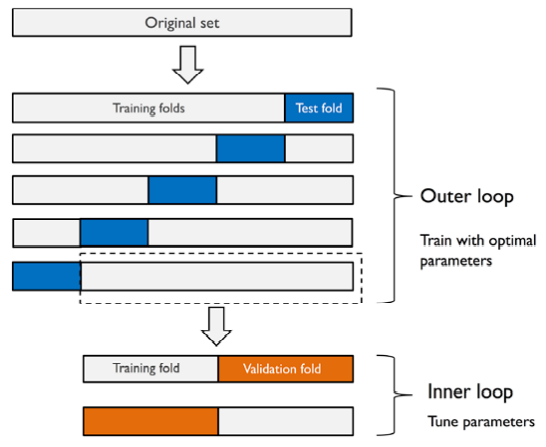 Original set
Training folds
Test fold
Outer loop
Train with optimal
parameters
Training fold
Validation fold
Inner loop
Tune parameters